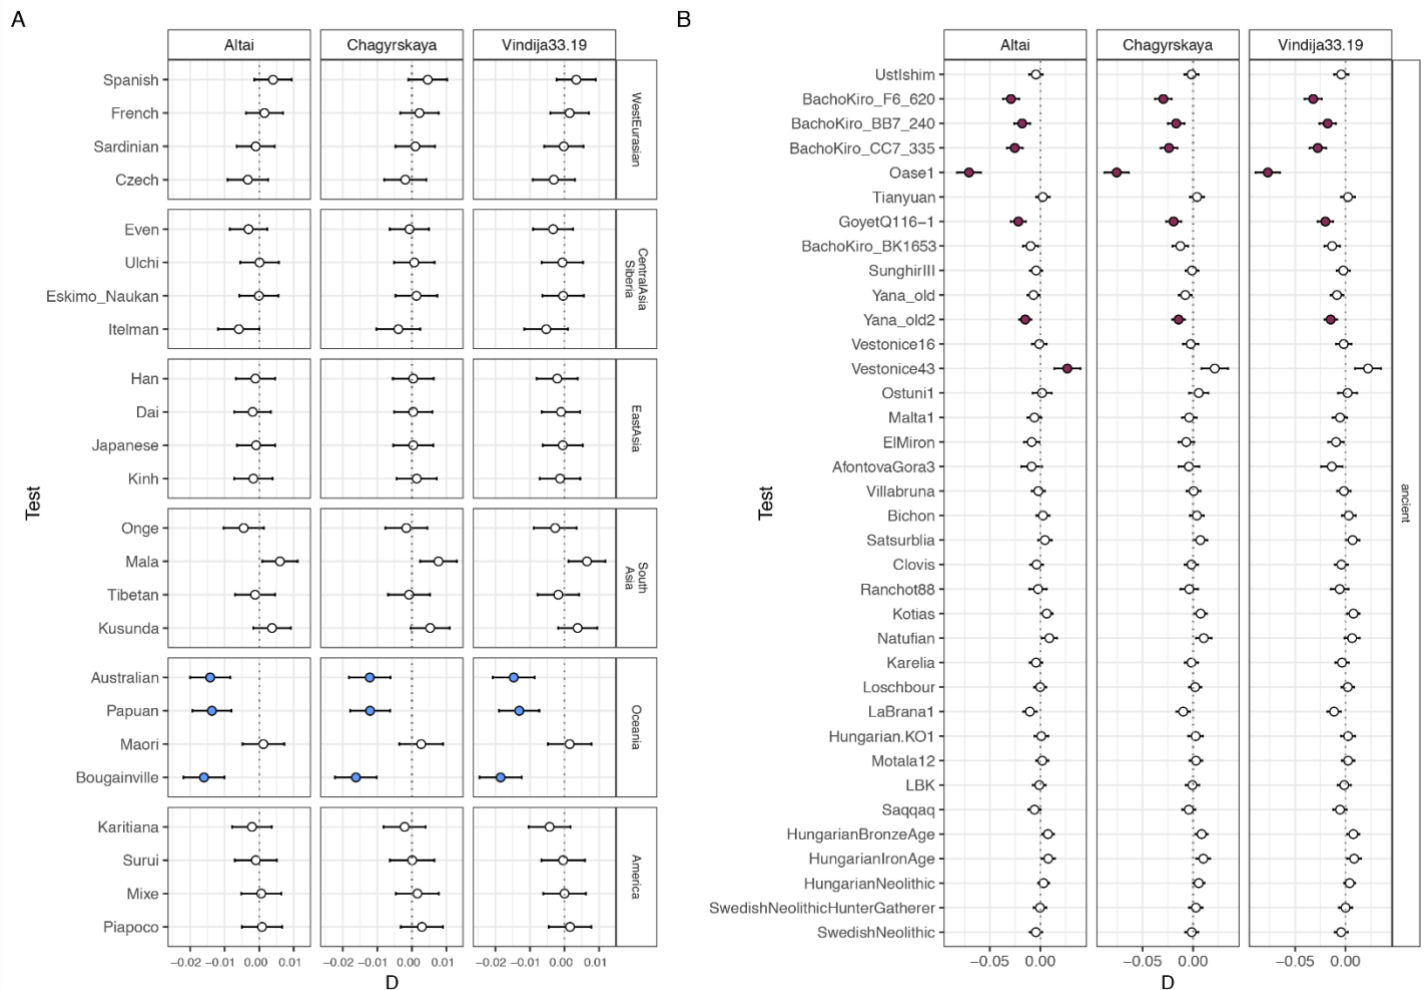 A
Altai
Chagyrskaya
Vindija33.19
Spanish
French
Sardinian
Czech
WestEurasian
Even
Ulchi
Eskimo_Naukan
Itelman
CentralAsia
Siberia
Han
Dai
Japanese
Kinh
EastAsia
Onge
Mala
Tibetan
Kusunda
South
Asia
Australian
Papuan
Maori
Bougainville
Oceania
Karitiana
Surui
Mixe
Piapoco
America
Test
−0.02 −0.01 0.00 0.01
−0.02 −0.01 0.00 0.01
−0.02 −0.01 0.00 0.01
D
B
Altai
Chagyrskaya
Vindija33.19
UstIshim
BachoKiro_F6_620
BachoKiro_BB7_240
BachoKiro_CC7_335
Oase1
Tianyuan
GoyetQ116−1
BachoKiro_BK1653
SunghirIII
Yana_old
Yana_old2
Vestonice16
Vestonice43
Ostuni1
Malta1
ElMiron
AfontovaGora3
Villabruna
Bichon
Satsurblia
Clovis
Ranchot88
Kotias
Natufian
Karelia
Loschbour
LaBrana1
Hungarian.KO1
Motala12
LBK
Saqqaq
HungarianBronzeAge
HungarianIronAge
HungarianNeolithic
SwedishNeolithicHunterGatherer
SwedishNeolithic
ancient
Test
−0.05 0.00
−0.05 0.00
−0.05 0.00
D